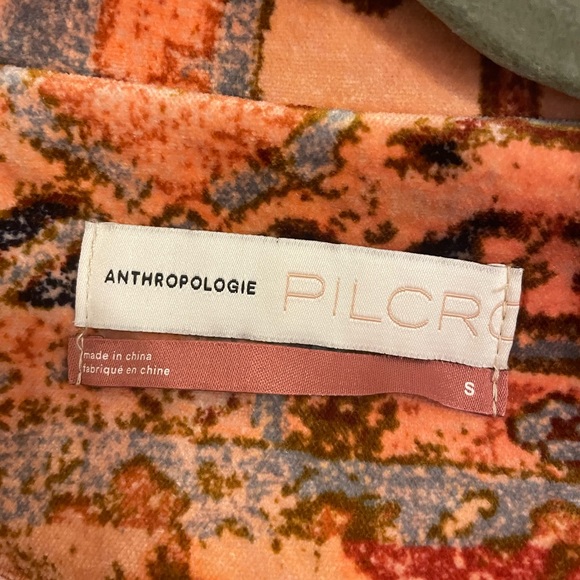 ANTHROPOLOGIE PILCRO
made in china
fabriqué en chine
S